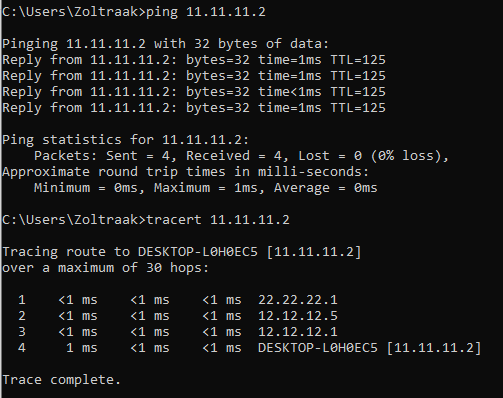 C:\Users\Zoltraak>ping 11.11.11.2
Pinging 11.11.11.2 with 32 bytes of data:
Reply from 11.11.11.2: bytes=32 time=1ms TTL=125
Reply from 11.11.11.2: bytes=32 time=1ms TTL=125
Reply from 11.11.11.2: bytes=32 time<1ms TTL=125
Reply from 11.11.11.2: bytes=32 time=1ms TTL=125
Ping statistics for 11.11.11.2:
    Packets: Sent = 4, Received = 4, Lost = 0 (0% loss),
Approximate round trip times in milli-seconds:
    Minimum = 0ms, Maximum = 1ms, Average = 0ms
C:\Users\Zoltraak>tracert 11.11.11.2
Tracing route to DESKTOP-L0H0EC5 [11.11.11.2]
over a maximum of 30 hops:
  1    <1 ms    <1 ms    <1 ms  22.22.22.1
  2    <1 ms    <1 ms    <1 ms  12.12.12.5
  3    <1 ms    <1 ms    <1 ms  12.12.12.1
  4     1 ms    <1 ms    <1 ms  DESKTOP-L0H0EC5 [11.11.11.2]
Trace complete.